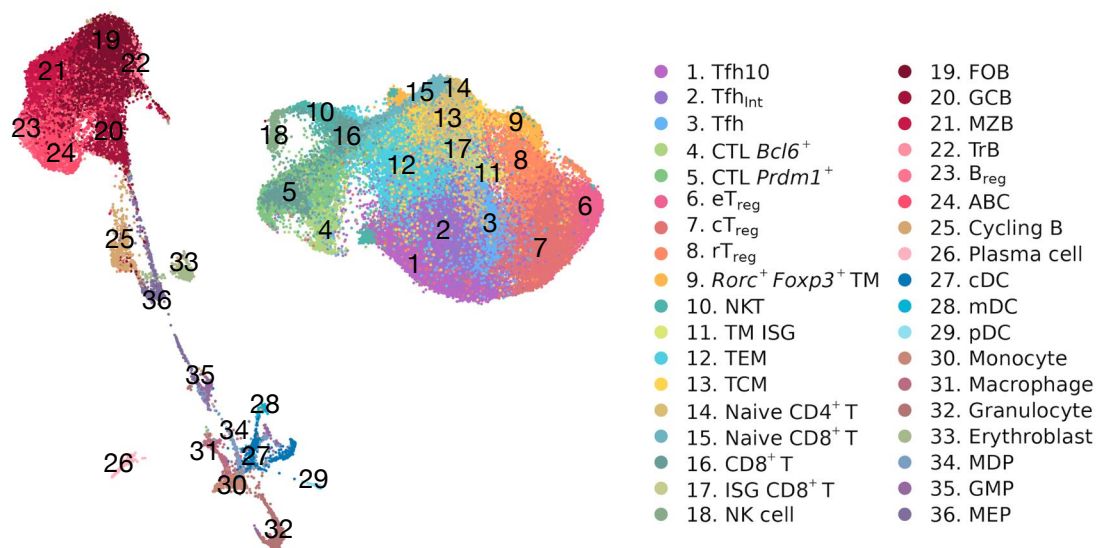 19
22
21
23
20
24
25
33
36
35
28
34
31
27
26
30
29
32
15
14
10
13
9
18
16
17
8
12
11
5
6
4
2
3
7
1
1. Tfh10
2. Tfh_Int
3. Tfh
4. CTL Bcl6⁺
5. CTL Prdm1⁺
6. eT_reg
7. cT_reg
8. rT_reg
9. Rorc⁺ Foxp3⁺ TM
10. NKT
11. TM ISG
12. TEM
13. TCM
14. Naive CD4⁺ T
15. Naive CD8⁺ T
16. CD8⁺ T
17. ISG CD8⁺ T
18. NK cell
19. FOB
20. GCB
21. MZB
22. TrB
23. B_reg
24. ABC
25. Cycling B
26. Plasma cell
27. cDC
28. mDC
29. pDC
30. Monocyte
31. Macrophage
32. Granulocyte
33. Erythroblast
34. MDP
35. GMP
36. MEP